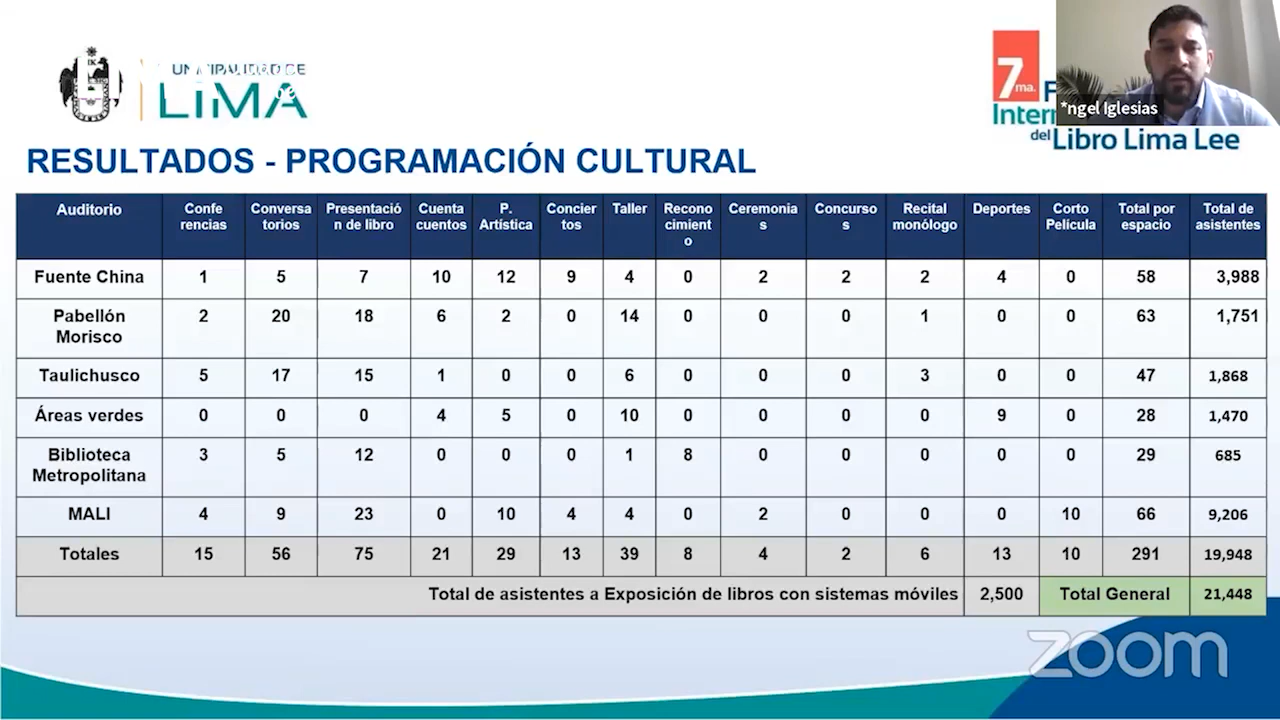 LIMA
7
ma.
Intern
del Libro Lima Lee
*ngel Iglesias
RESULTADOS - PROGRAMACIÓN CULTURAL
Auditorio Confe Conversa Presentació Cuenta P. Concier Taller Recono Ceremonia Concurso Recital Deportes Corto Total por Total de
rencias torios n de libro cuentos Artística tos cimient s s monólogo Película espacio asistentes
o
Fuente China 1 5 7 10 12 9 4 0 2 2 2 4 0 58 3,988
Pabellón 2 20 18 6 2 0 14 0 0 0 1 0 0 63 1,751
Morisco
Taulichusco 5 17 15 1 0 0 6 0 0 0 3 0 0 47 1,868
Áreas verdes 0 0 0 4 5 0 10 0 0 0 0 9 0 28 1,470
Biblioteca 3 5 12 0 0 0 1 8 0 0 0 0 0 29 685
Metropolitana
MALI 4 9 23 0 10 4 4 0 2 0 0 0 10 66 9,206
Totales 15 56 75 21 29 13 39 8 4 2 6 13 10 291 19,948
Total de asistentes a Exposición de libros con sistemas móviles 2,500 Total General 21,448
zoom